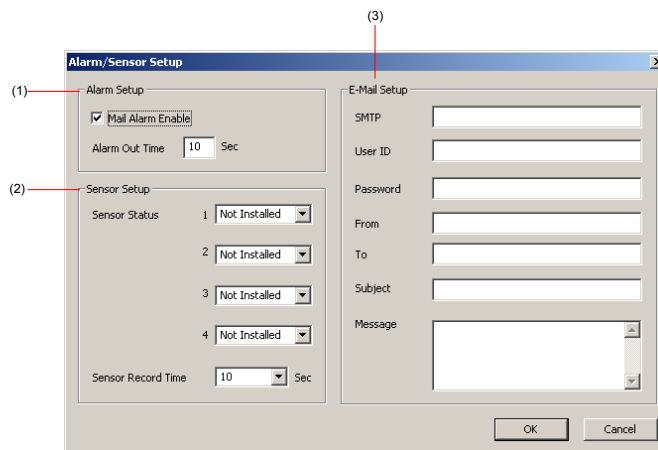 (3)
Alarm/Sensor Setup
(1)
Alarm Setup
Mail Alarm Enable
Alarm Out Time 10 Sec
(2)
Sensor Setup
Sensor Status 1 Not Installed
2 Not Installed
3 Not Installed
4 Not Installed
Sensor Record Time 10 Sec
E-Mail Setup
SMTP
User ID
Password
From
To
Subject
Message
OK Cancel